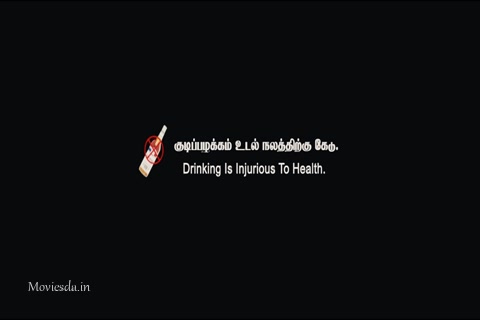 குடிப்பழக்கம் உடல் நலத்திற்கு கேடு.
Drinking Is Injurious To Health.
Moviesda.in